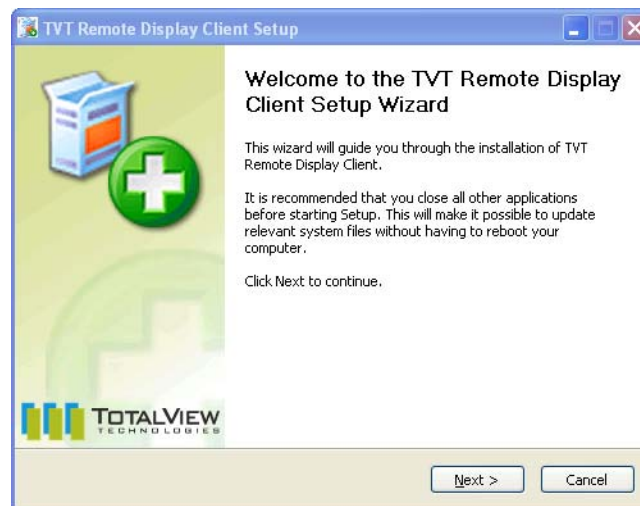 TVT Remote Display Client Setup
Welcome to the TVT Remote Display
Client Setup Wizard
This wizard will guide you through the installation of TVT
Remote Display Client.
It is recommended that you close all other applications
before starting Setup. This will make it possible to update
relevant system files without having to reboot your
computer.
Click Next to continue.
TOTALVIEW
TECHNOLOGIES
Next >
Cancel